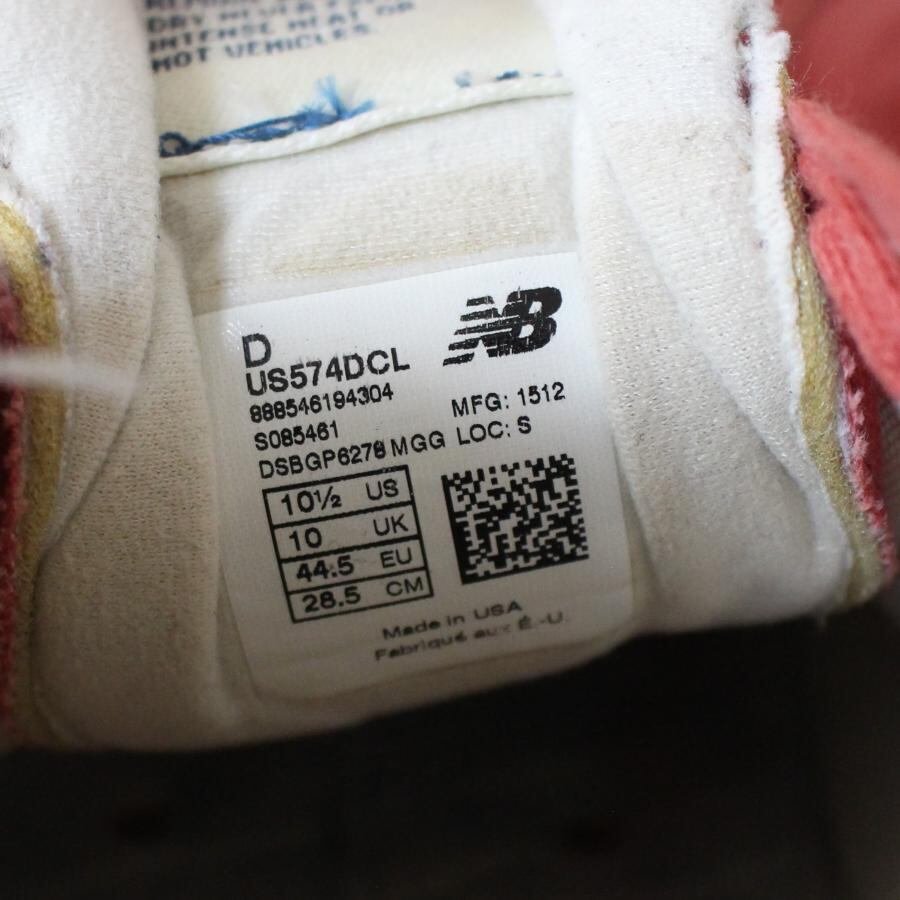 INTENSE HEAT OR
HOT VEHICLES.
NB
D
US574DCL
888546194304
S085461
MFG: 1512
DSBGP6278 MGG LOC: S
10½ US
10 UK
44.5 EU
28.5 CM
Made in USA
Fabriqué aux É.-U.